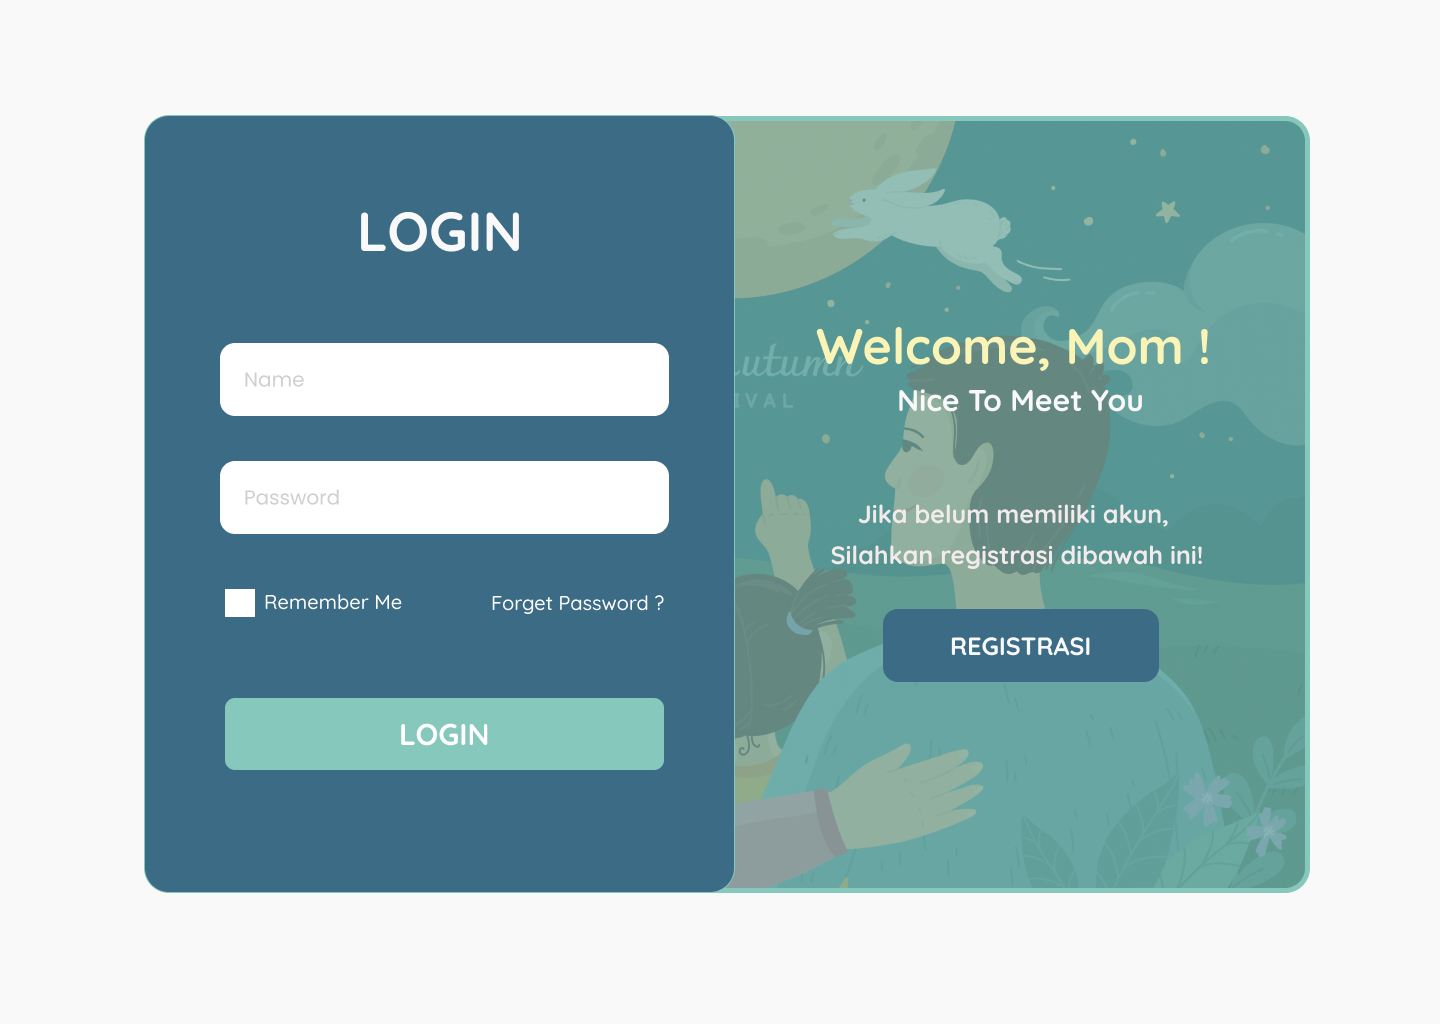 LOGIN
Name
Password
Remember Me
Forget Password ?
LOGIN
utumn
IVAL
Welcome, Mom !
Nice To Meet You
Jika belum memiliki akun,
Silahkan registrasi dibawah ini!
REGISTRASI